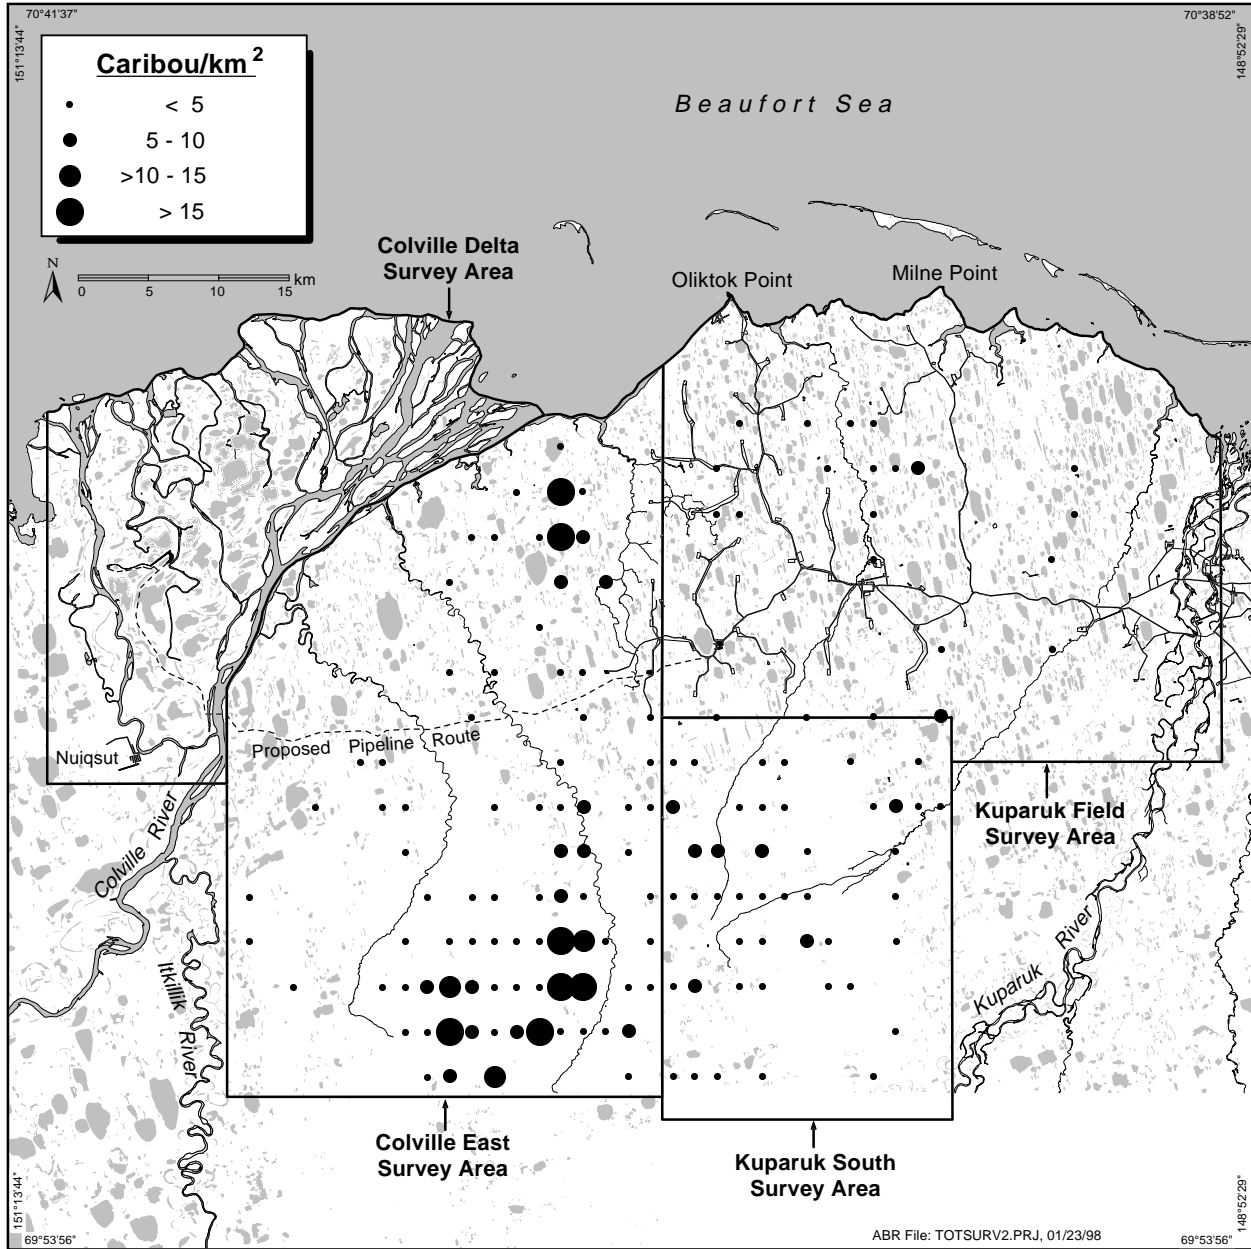 70°41'37"
70°38'52"
151°13'44"
148°52'29"
Caribou/km 2
< 5
5 - 10
>10 - 15
> 15
Beaufort Sea
N
0 5 10 15 km
Colville Delta
Survey Area
Oliktok Point
Milne Point
Nuiqsut
Proposed Pipeline Route
Colville River
Itkillik River
Kuparuk Field
Survey Area
Kuparuk River
Colville East
Survey Area
Kuparuk South
Survey Area
151°13'44"
148°52'29"
ABR File: TOTSURV2.PRJ, 01/23/98
69°53'56"
69°53'56"